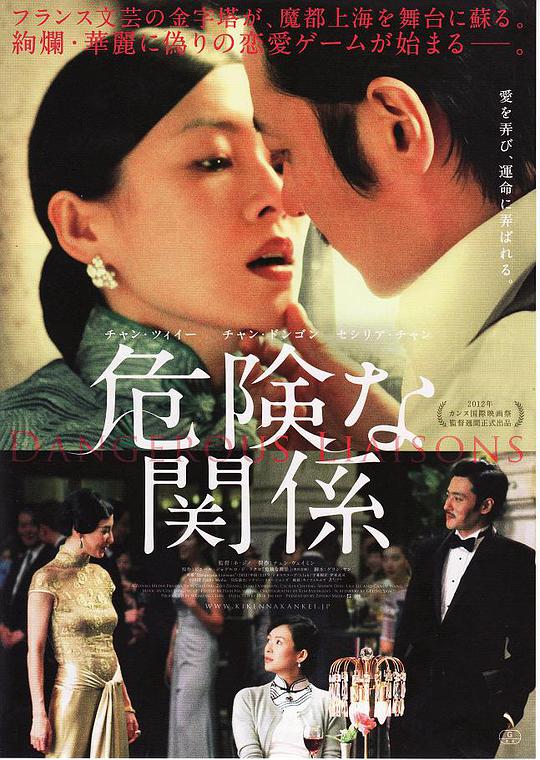 フランス文芸の金字塔が、魔都上海を舞台に蘇る。
絢爛・華麗に偽りの恋愛ゲームが始まる──。
愛を弄び、運命に弄ばれる。
チャン・ツィイー チャン・ドンゴン セシリア・チャン
危険な
関係
DANGEROUS LIAISONS
2012年
カンヌ国際映画祭
監督週間正式出品
WWW.KIKENNAKANKEI.JP
G